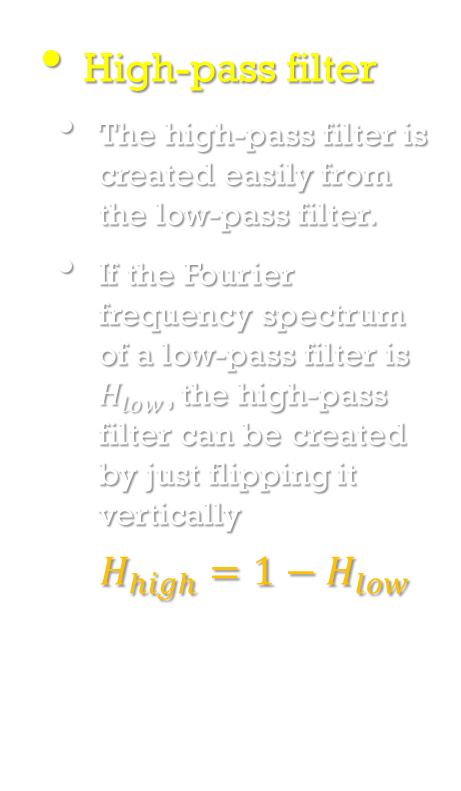 • High-pass filter
• The high-pass filter is
created easily from
the low-pass filter.
• If the Fourier
frequency spectrum
of a low-pass filter is
H_{low}, the high-pass
filter can be created
by just flipping it
vertically
H_{high} = 1 − H_{low}